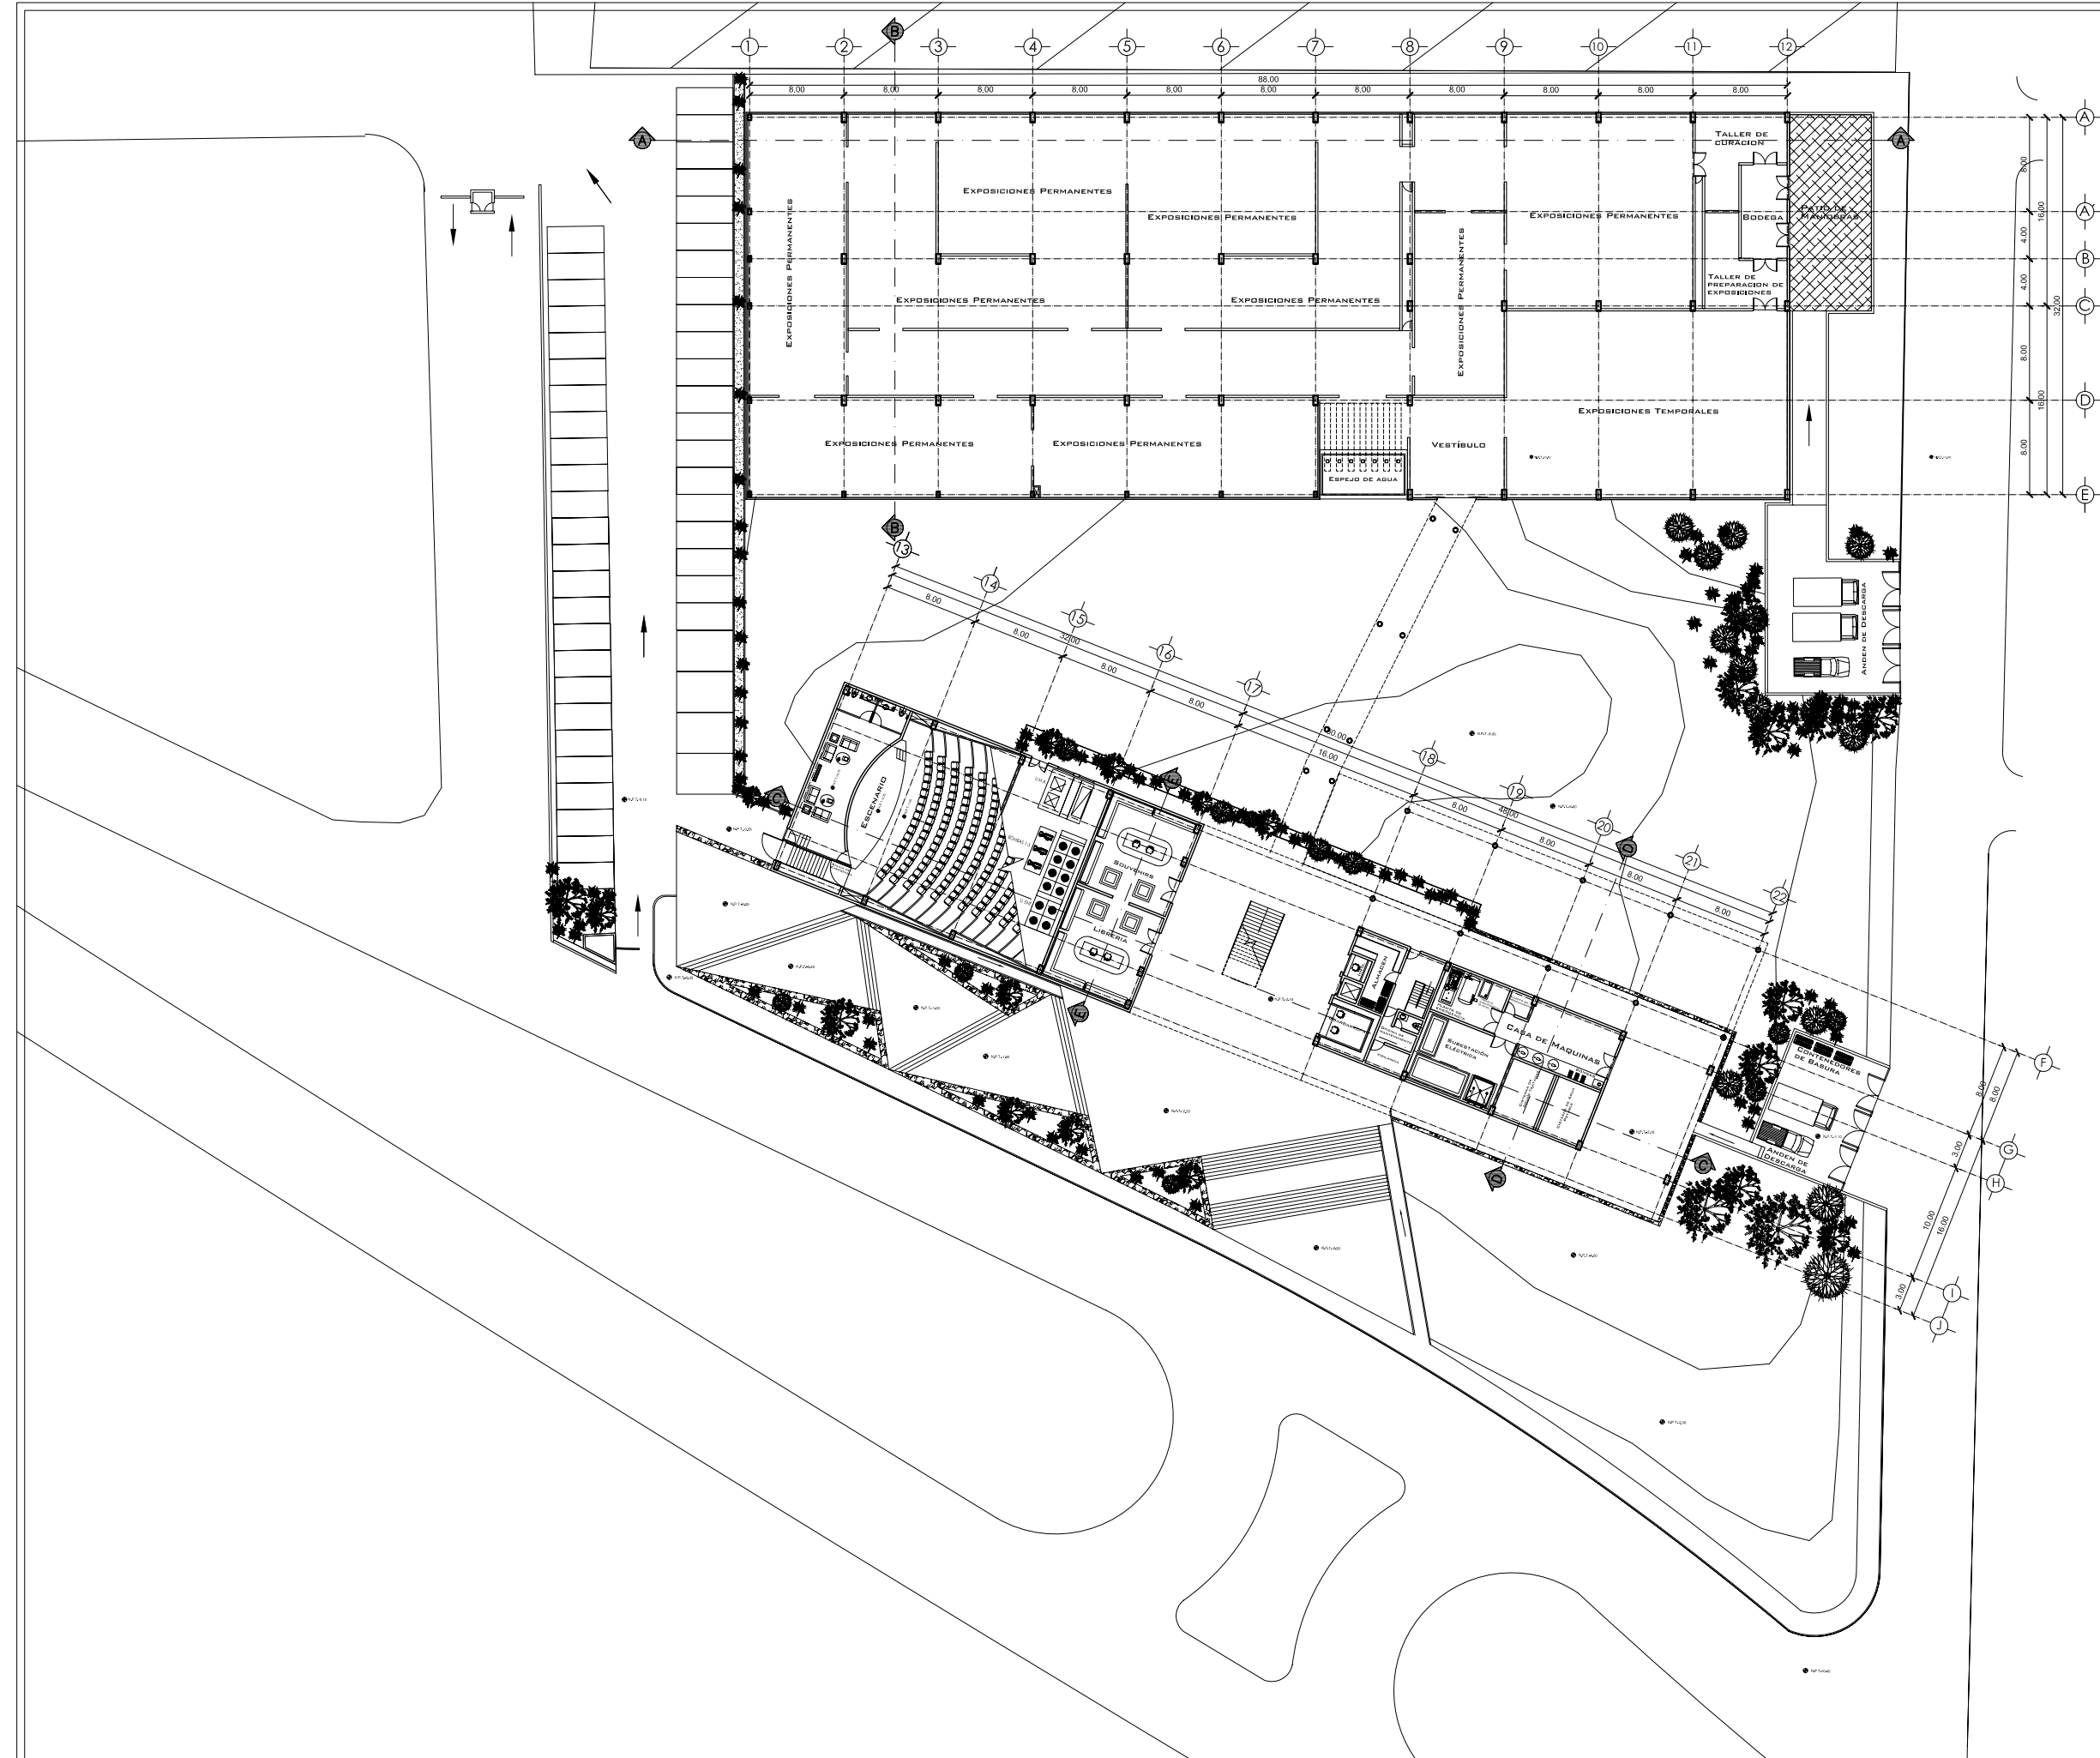 B
1 2 3 4 5 6 7 8 9 10 11 12
88.00
8.00 8.00 8.00 8.00 8.00 8.00 8.00 8.00 8.00 8.00 8.00
A
A
A
TALLER DE
CURACION
EXPOSICIONES PERMANENTES
EXPOSICIONES PERMANENTES
EXPOSICIONES PERMANENTES
EXPOSICIONES PERMANENTES
EXPOSICIONES PERMANENTES
BODEGA
PATIO DE
MANIOBRAS
8.00
16.00
A
4.00
B
TALLER DE
PREPARACION DE
EXPOSICIONES
EXPOSICIONES PERMANENTES
EXPOSICIONES PERMANENTES
4.00
32.00
C
8.00
16.00
D
EXPOSICIONES TEMPORALES
EXPOSICIONES PERMANENTES
EXPOSICIONES PERMANENTES
VESTÍBULO
8.00
ESPEJO DE AGUA
E
B
13
14
15
16
17
18
19
20
21
22
8.00
8.00
32.00
8.00
8.00
16.00
8.00
48.00
8.00
8.00
8.00
ANDEN DE DESCARGA
C
ESCENARIO
E
SOUVENIRS
LIBRERIA
E
D
ALMACEN
CASA DE MAQUINAS
SUBESTACIÓN
ELÉCTRICA
VIGILANCIA
D
C
CONTENEDORES
DE BASURA
ANDEN DE
DESCARGA
F
8.00
8.00
G
3.00
H
10.00
16.00
I
3.00
J